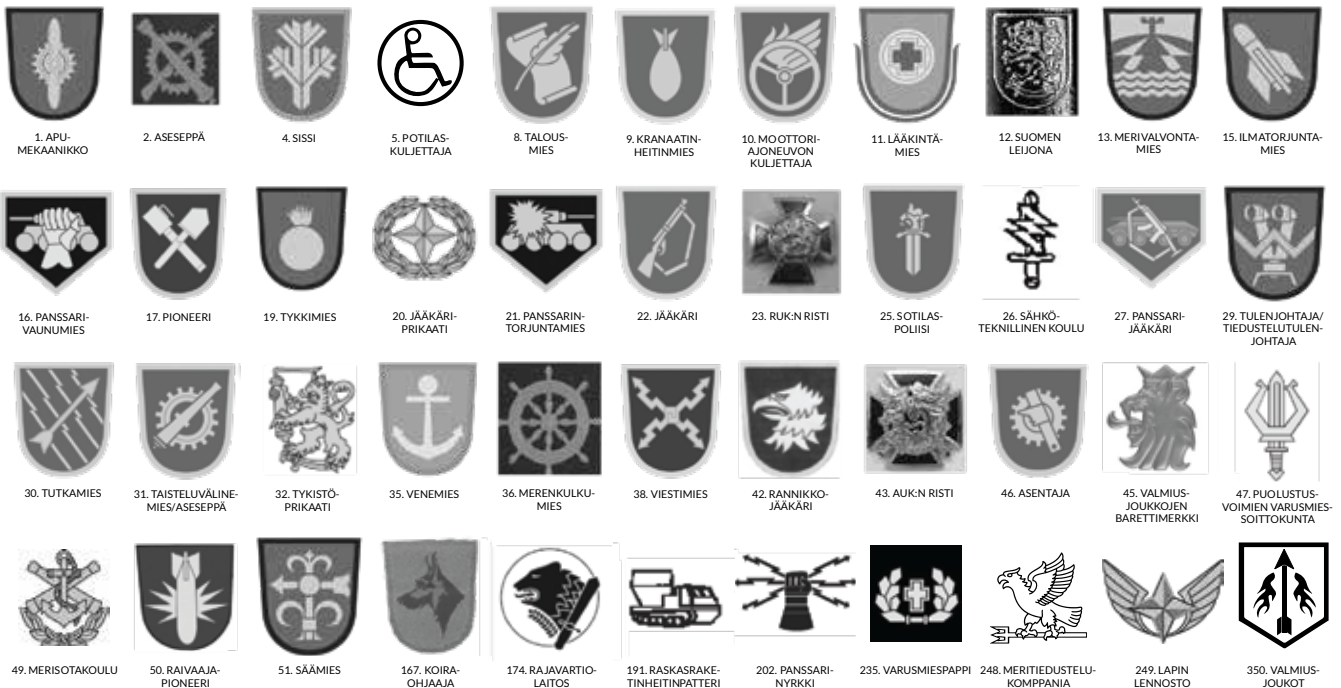 1. APU-
MEKAANIKKO
2. ASESEPPÄ
4. SISSI
5. POTILAS-
KULJETTAJA
8. TALOUS-
MIES
9. KRANAATIN-
HEITINMIES
10. MOOTTORI-
AJONEUVON
KULJETTAJA
11. LÄÄKINTÄ-
MIES
12. SUOMEN
LEIJONA
13. MERIVALVONTA-
MIES
15. ILMATORJUNTA-
MIES
16. PANSSARI-
VAUNUMIES
17. PIONEERI
19. TYKKIMIES
20. JÄÄKÄRI-
PRIKAATI
21. PANSSARIN-
TORJUNTAMIES
22. JÄÄKÄRI
23. RUK:N RISTI
25. SOTILAS-
POLIISI
26. SÄHKÖ-
TEKNILLINEN KOULU
27. PANSSARI-
JÄÄKÄRI
29. TULENJOHTAJA/
TIEDUSTELUTULEN-
JOHTAJA
30. TUTKAMIES
31. TAISTELUVÄLINE-
MIES/ASESEPPÄ
32. TYKISTÖ-
PRIKAATI
35. VENEMIES
36. MERENKULKU-
MIES
38. VIESTIMIES
42. RANNIKKO-
JÄÄKÄRI
43. AUK:N RISTI
46. ASENTAJA
45. VALMIUS-
JOUKKOJEN
BARETTIMERKKI
47. PUOLUSTUS-
VOIMIEN VARUSMIES-
SOITTOKUNTA
49. MERISOTAKOULU
50. RAIVAAJA-
PIONEERI
51. SÄÄMIES
167. KOIRA-
OHJAAJA
174. RAJAVARTIO-
LAITOS
191. RASKASRAKE-
TINHEITINPATTERI
202. PANSSARI-
NYRKKI
235. VARUSMIESPAPPI
248. MERITIEDUSTELU-
KOMPPANIA
249. LAPIN
LENNOSTO
350. VALMIUS-
JOUKOT